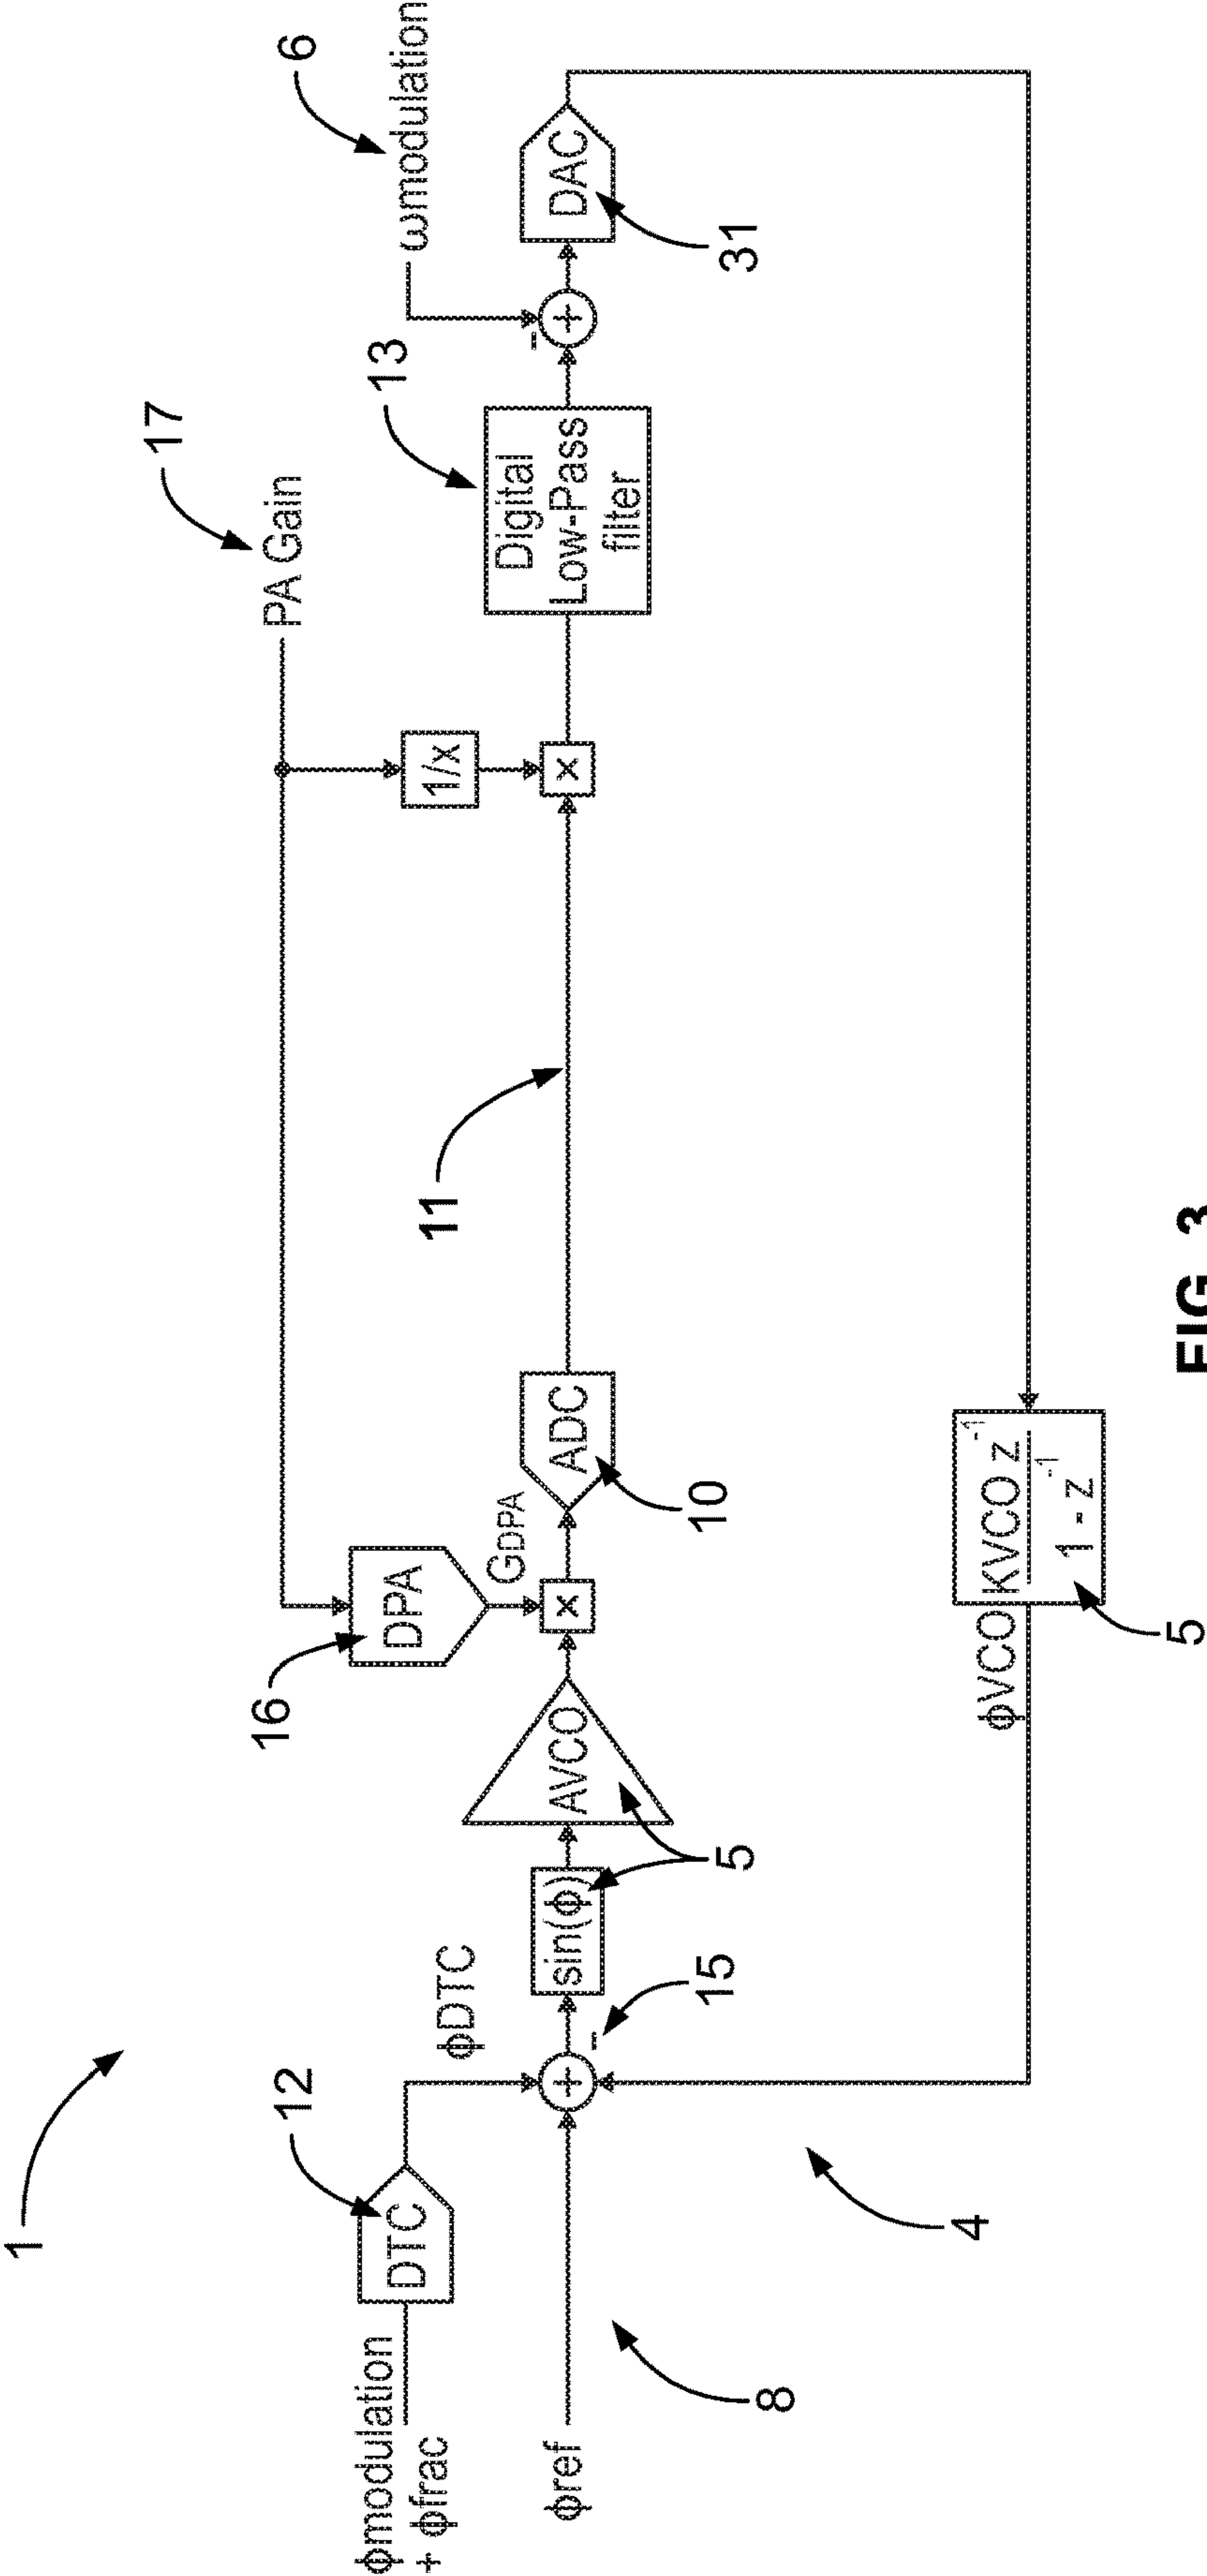 1
ϕmodulation
+ ϕfrac
DTC
12
ϕDTC
ϕref
8
4
15
sin(ϕ)
AVCO
5
16
DPA
GDPA
×
ADC
10
11
PA Gain
17
1/x
×
Digital
Low-Pass
filter
13
ωmodulation
6
-
+
DAC
31
+
-
ϕVCO
KVCO z⁻¹
1 - z⁻¹
5
FIG. 3